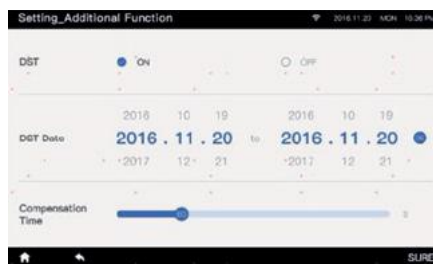 Setting_Additional Function 2016.11.20 MON 10:36 PM
DST ON OFF
2016 10 19 2016 10 19
DST Date 2016 . 11 . 20 to 2016 . 11 . 20
2017 12 21 2017 12 21
Compensation
Time
SURE